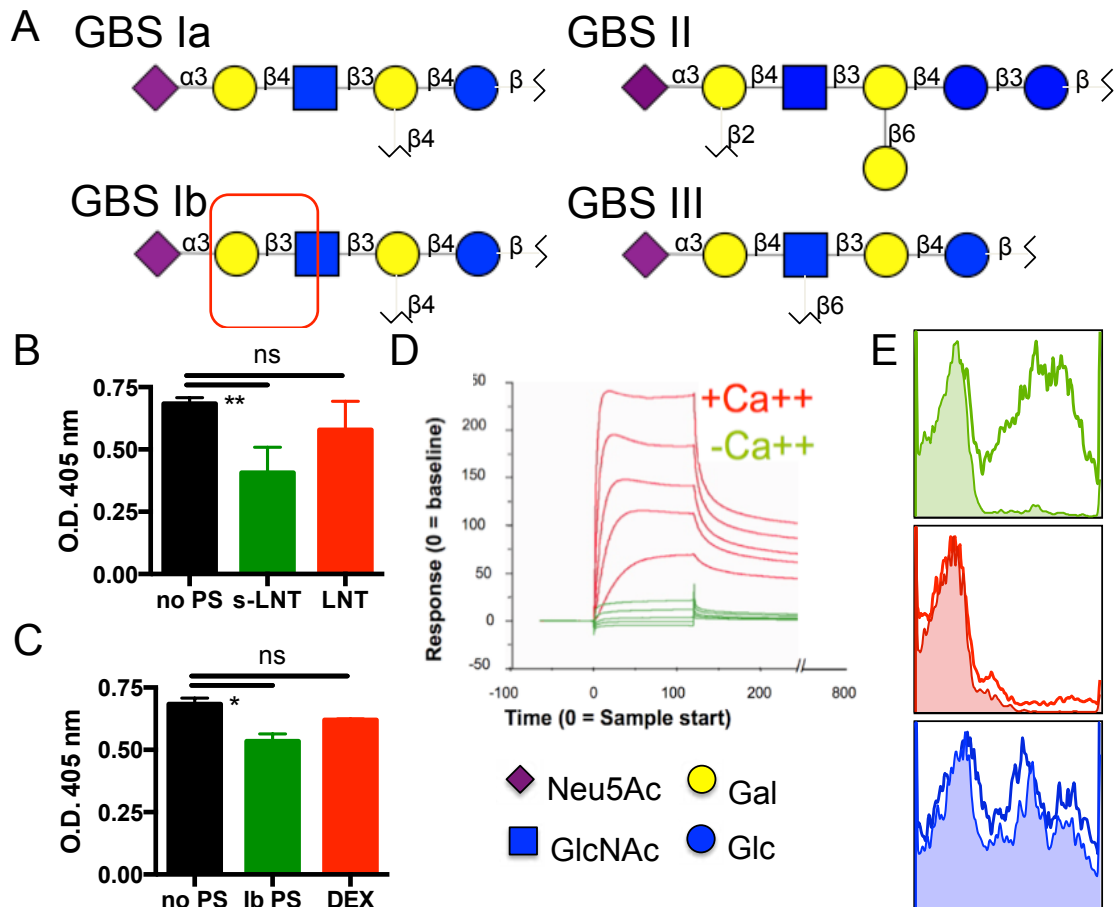 A
GBS Ia
α3 β4 β3 β4 β
β4
GBS II
α3 β4 β3 β4 β3 β
β2 β6
GBS Ib
α3 β3 β3 β4 β
β4
GBS III
α3 β4 β3 β4 β
β6
B
ns
**
0.75
0.50
0.25
0.00
O.D. 405 nm
no PS s-LNT LNT
C
ns
*
0.75
0.50
0.25
0.00
O.D. 405 nm
no PS Ib PS DEX
D
50
200
150
100
50
0
-50
Response (0 = baseline)
+Ca++
-Ca++
-100 0 100 200 800
Time (0 = Sample start)
Neu5Ac
Gal
GlcNAc
Glc
E